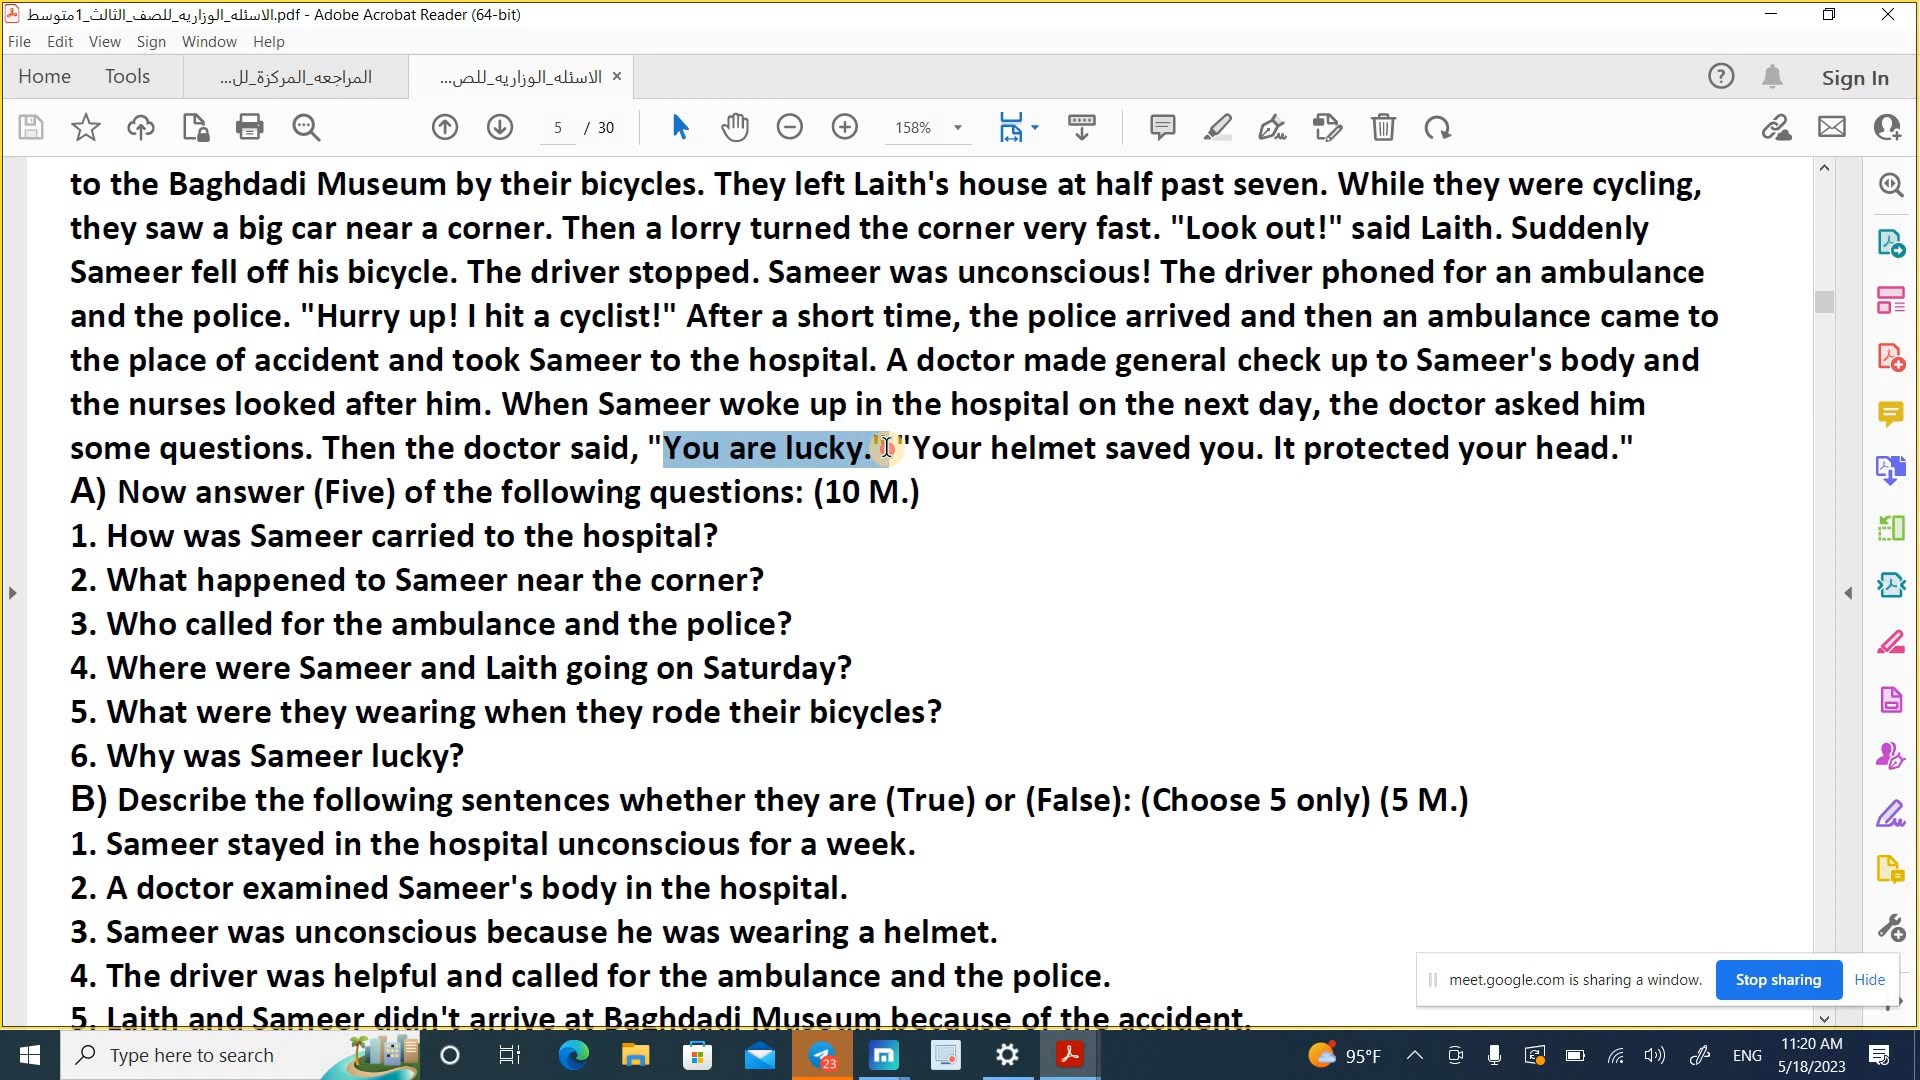 الاسئله_الوزاريه_للصف_الثالث_1متوسط.pdf - Adobe Acrobat Reader (64-bit)
File Edit View Sign Window Help
Home Tools المراجعه_المركزة_لل... الاسئله_الوزاريه_للص... × Sign In
5 / 30 158%
to the Baghdadi Museum by their bicycles. They left Laith's house at half past seven. While they were cycling,
they saw a big car near a corner. Then a lorry turned the corner very fast. "Look out!" said Laith. Suddenly
Sameer fell off his bicycle. The driver stopped. Sameer was unconscious! The driver phoned for an ambulance
and the police. "Hurry up! I hit a cyclist!" After a short time, the police arrived and then an ambulance came to
the place of accident and took Sameer to the hospital. A doctor made general check up to Sameer's body and
the nurses looked after him. When Sameer woke up in the hospital on the next day, the doctor asked him
some questions. Then the doctor said, "You are lucky." "Your helmet saved you. It protected your head."
A) Now answer (Five) of the following questions: (10 M.)
1. How was Sameer carried to the hospital?
2. What happened to Sameer near the corner?
3. Who called for the ambulance and the police?
4. Where were Sameer and Laith going on Saturday?
5. What were they wearing when they rode their bicycles?
6. Why was Sameer lucky?
B) Describe the following sentences whether they are (True) or (False): (Choose 5 only) (5 M.)
1. Sameer stayed in the hospital unconscious for a week.
2. A doctor examined Sameer's body in the hospital.
3. Sameer was unconscious because he was wearing a helmet.
4. The driver was helpful and called for the ambulance and the police.
meet.google.com is sharing a window. Stop sharing Hide
5. Laith and Sameer didn't arrive at Baghdadi Museum because of the accident.
Type here to search 23 95°F ENG 11:20 AM
5/18/2023